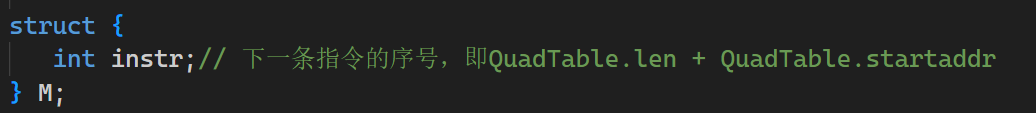 struct {
int instr;// 下一条指令的序号，即QuadTable.len + QuadTable.startaddr
} M;